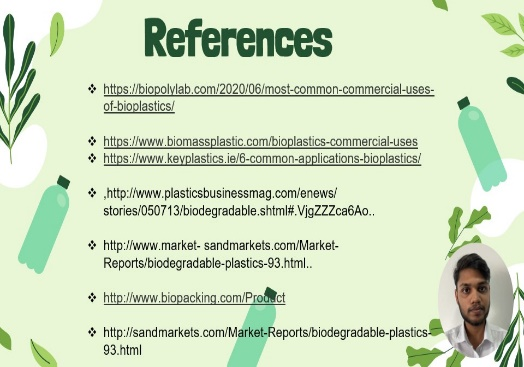 References
❖ https://biopolylab.com/2020/06/most-common-commercial-uses-
of-bioplastics/
❖ https://www.biomassplastic.com/bioplastics-commercial-uses
❖ https://www.keyplastics.ie/6-common-applications-bioplastics/
❖ ,http://www.plasticsbusinessmag.com/enews/
stories/050713/biodegradable.shtml#.VjgZZZca6Ao..
❖ http://www.market- sandmarkets.com/Market-
Reports/biodegradable-plastics-93.html..
❖ http://www.biopacking.com/Product
❖ http://sandmarkets.com/Market-Reports/biodegradable-plastics-
93.html